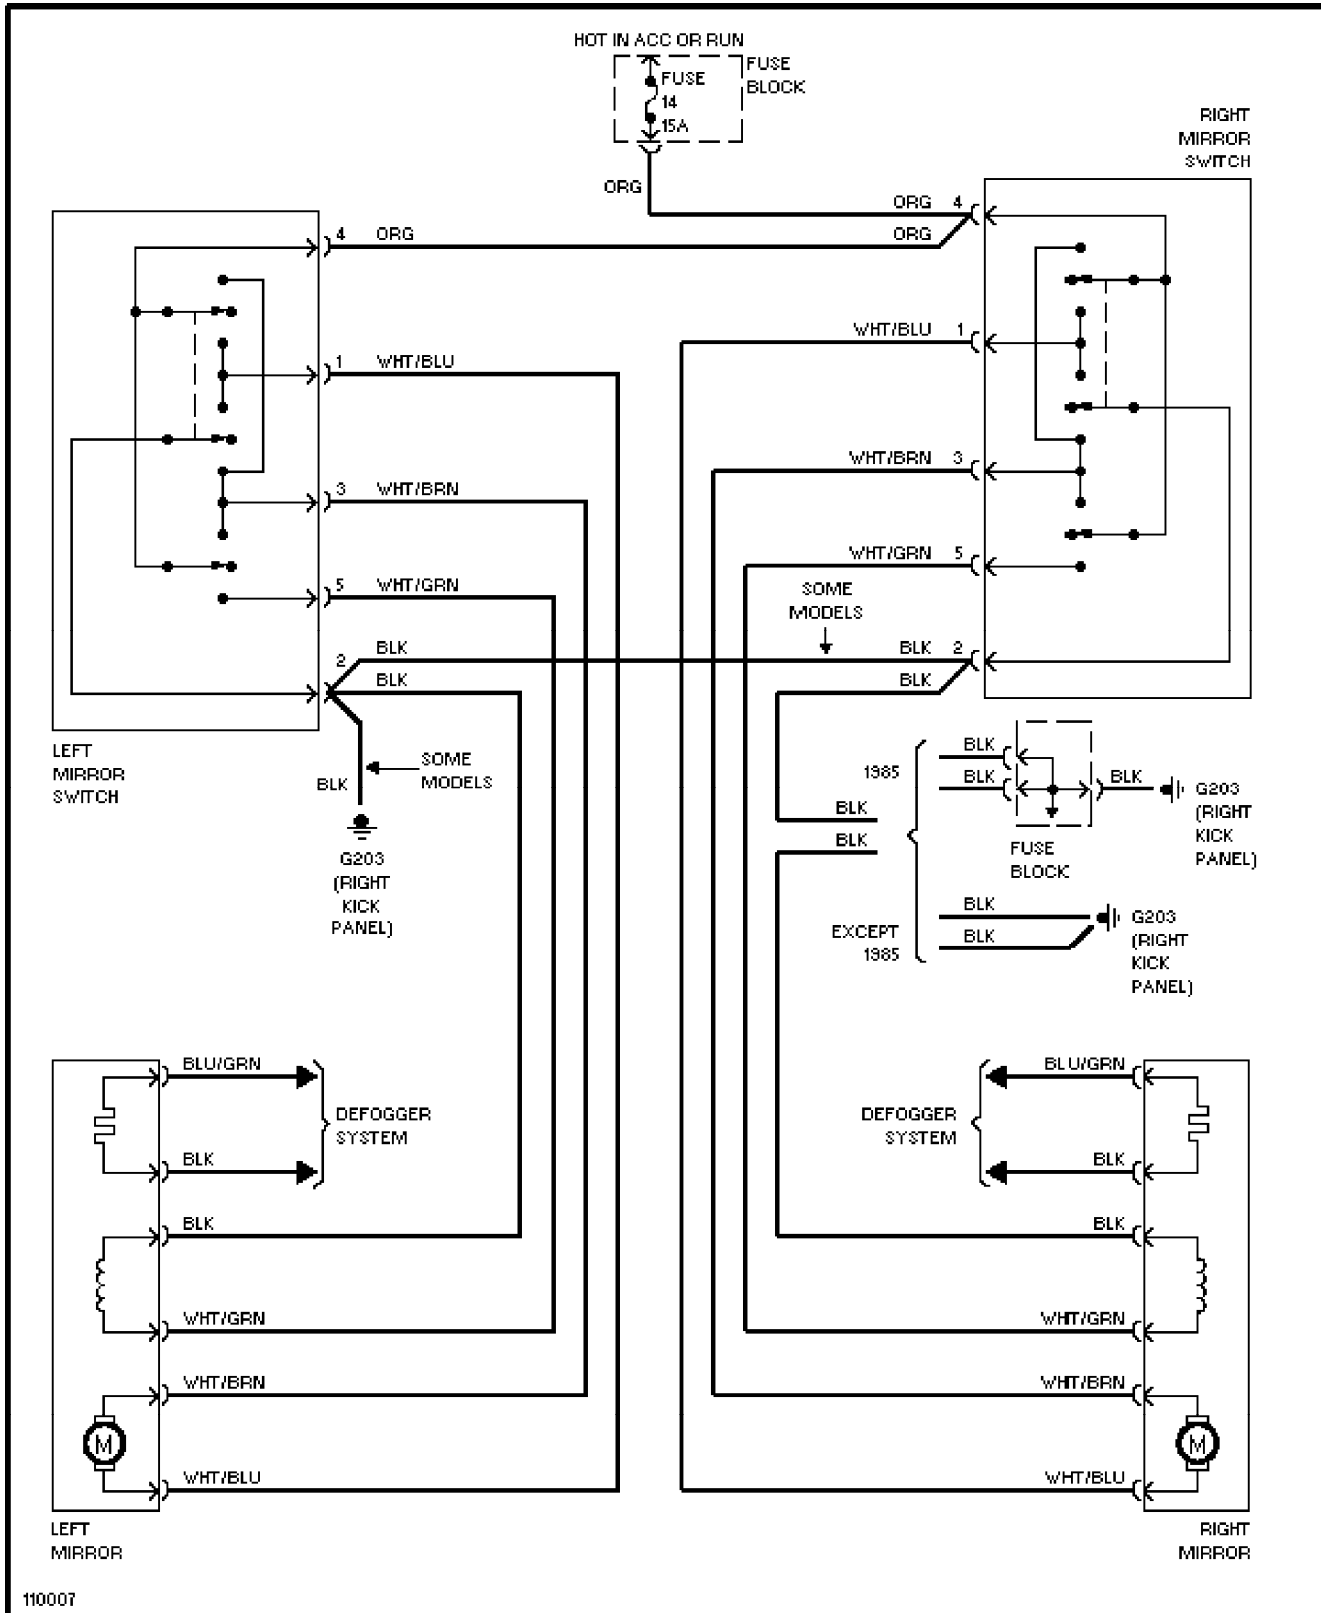 HOT IN ACC OR RUN
FUSE
14
15A
FUSE
BLOCK
RIGHT
MIRROR
SWITCH
ORG
ORG 4
ORG
4 ORG
WHT/BLU 1
1 WHT/BLU
WHT/BRN 3
3 WHT/BRN
WHT/GRN 5
5 WHT/GRN
SOME
MODELS
2 BLK
BLK
BLK 2
BLK
LEFT
MIRROR
SWITCH
SOME
MODELS
BLK
G203
(RIGHT
KICK
PANEL)
1985
BLK
BLK
BLK
G203
(RIGHT
KICK
PANEL)
FUSE
BLOCK
BLK
BLK
EXCEPT
1985
BLK
BLK
G203
(RIGHT
KICK
PANEL)
BLU/GRN
BLK
DEFOGGER
SYSTEM
BLK
WHT/GRN
WHT/BRN
M
WHT/BLU
LEFT
MIRROR
BLU/GRN
DEFOGGER
SYSTEM
BLK
BLK
WHT/GRN
WHT/BRN
M
WHT/BLU
RIGHT
MIRROR
110007